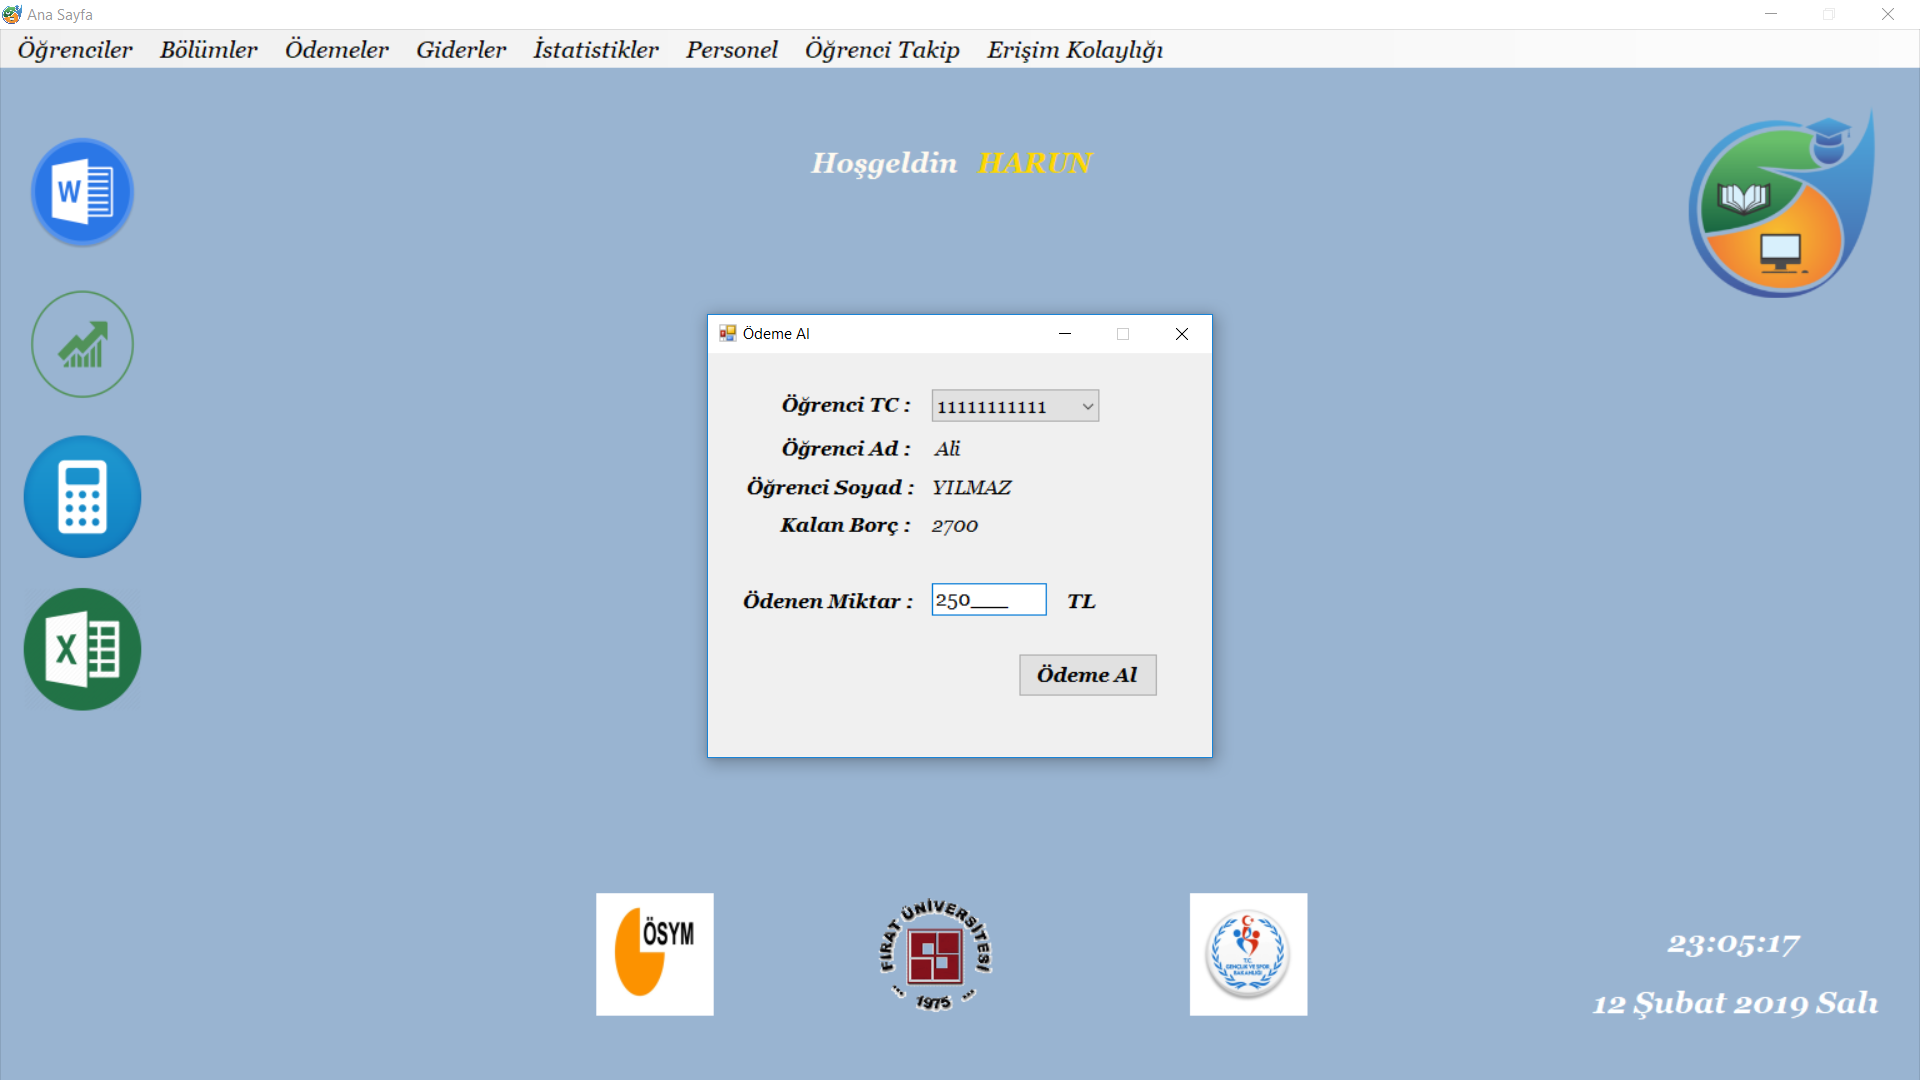 Ana Sayfa
Öğrenciler Bölümler Ödemeler Giderler İstatistikler Personel Öğrenci Takip Erişim Kolaylığı
Hoşgeldin HARUN
W
Ödeme Al
Öğrenci TC : 11111111111
Öğrenci Ad : Ali
Öğrenci Soyad : YILMAZ
Kalan Borç : 2700
Ödenen Miktar : 250___ TL
Ödeme Al
X
ÖSYM
FIRAT ÜNİVERSİTESİ
1975
T.C.
GENÇLİK VE SPOR
BAKANLIĞI
23:05:17
12 Şubat 2019 Salı